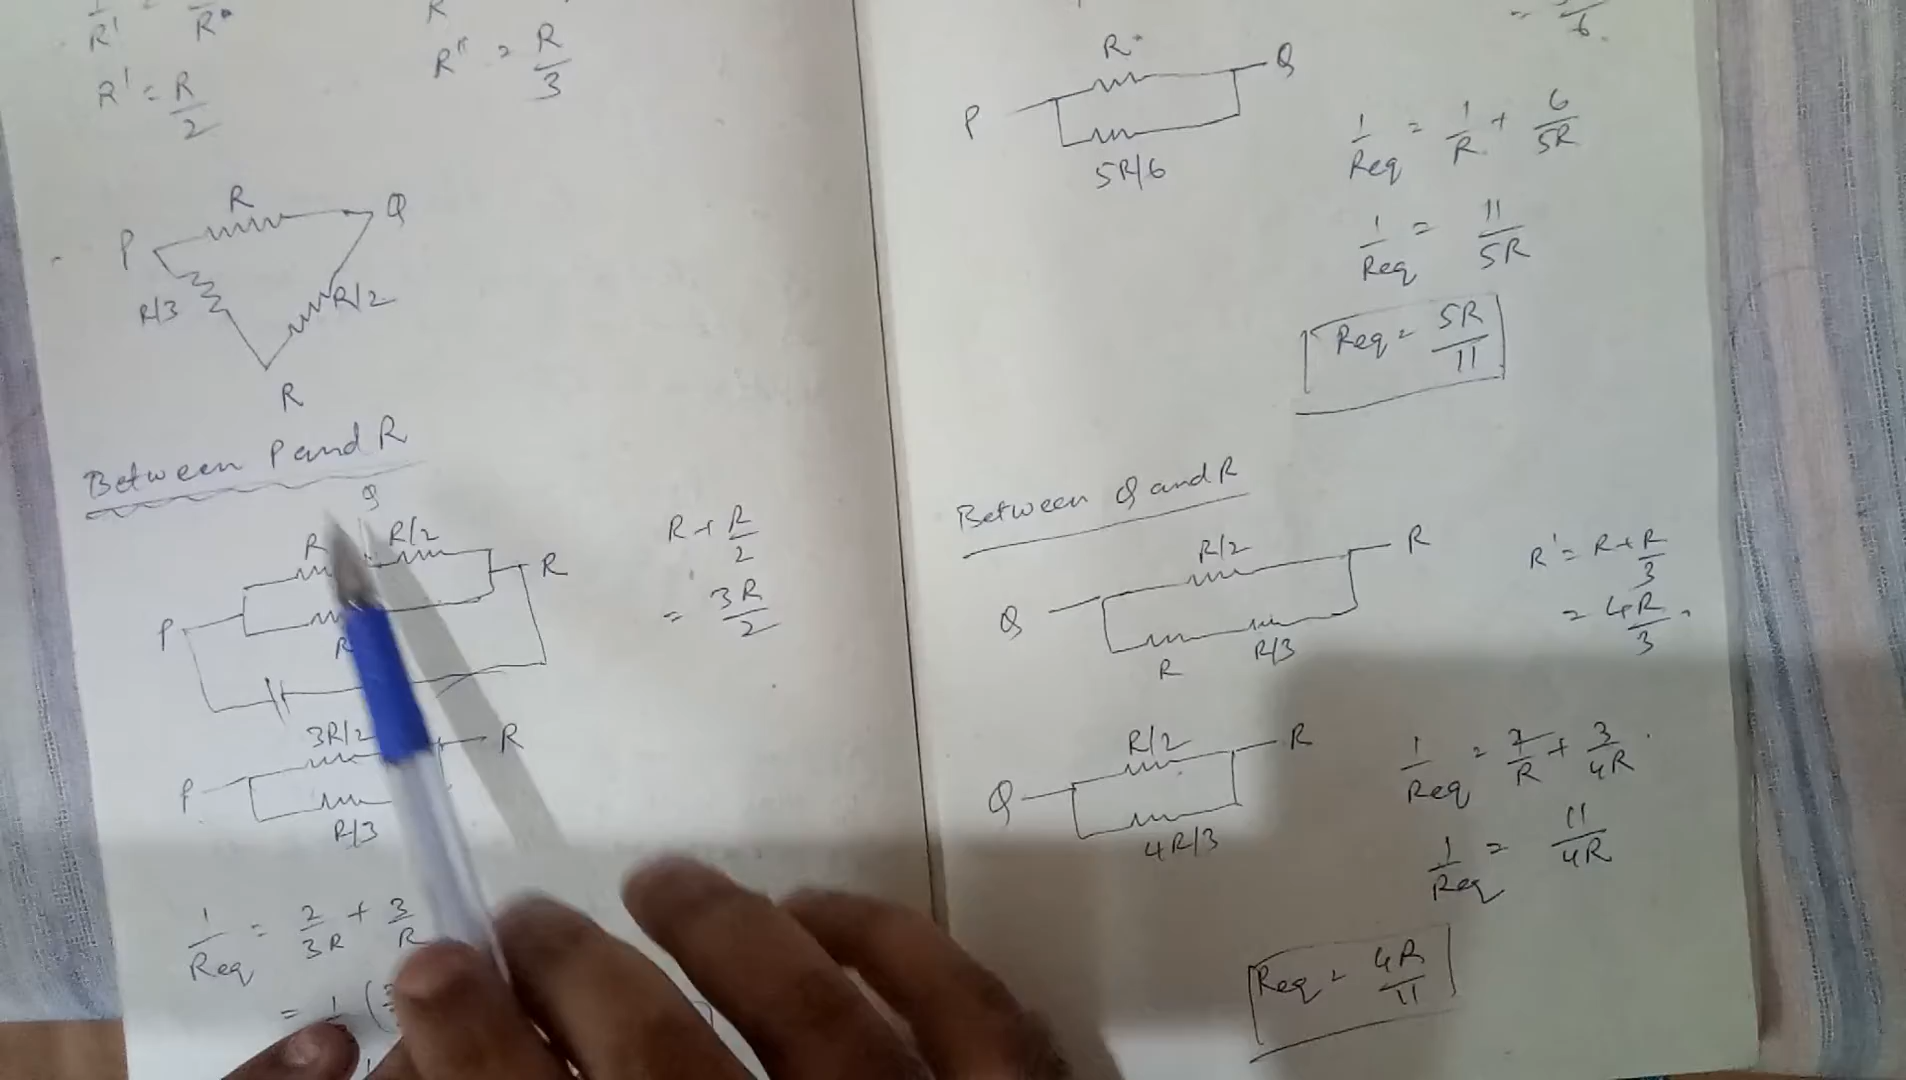 1/R' = 1/R
R' = R/2
R'' = R/3
R
P
Q
R/3
R/2
R
Between P and R
Q
R
R/2
R
P
R + R/2
= 3R/2
3R/2
R
P
R/3
1/Req = 2/3R + 3/R
R
Q
P
5R/6
1/Req = 1/R + 6/5R
1/Req = 11/5R
Req = 5R/11
Between Q and R
R/2
R
Q
R
R/3
R' = R + R/3
= 4R/3
R/2
R
Q
4R/3
1/Req = 2/R + 3/4R
1/Req = 11/4R
Req = 4R/11